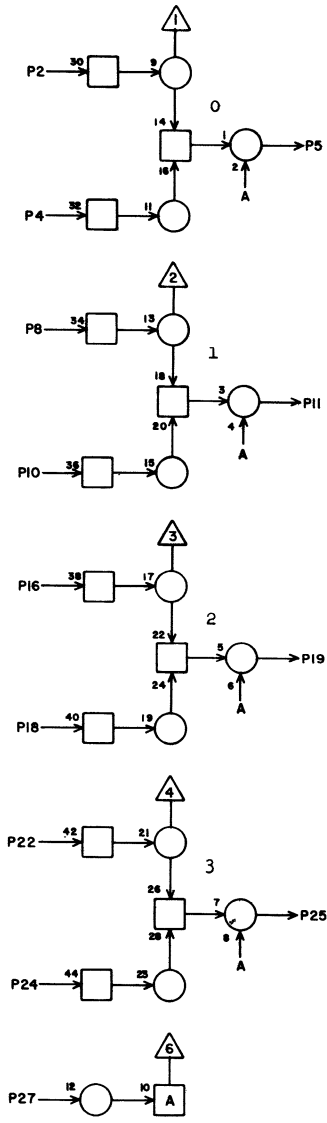 1
P2 30 9
0
14 1 P5
16 2
P4 32 11 A
2
P8 34 13
1
18 3 P11
20 4
P10 36 15 A
3
P16 38 17
2
22 5 P19
24 6
P18 40 19 A
4
P22 42 21
3
26 7 P25
28 8
P24 44 23 A
6
P27 12 10 A